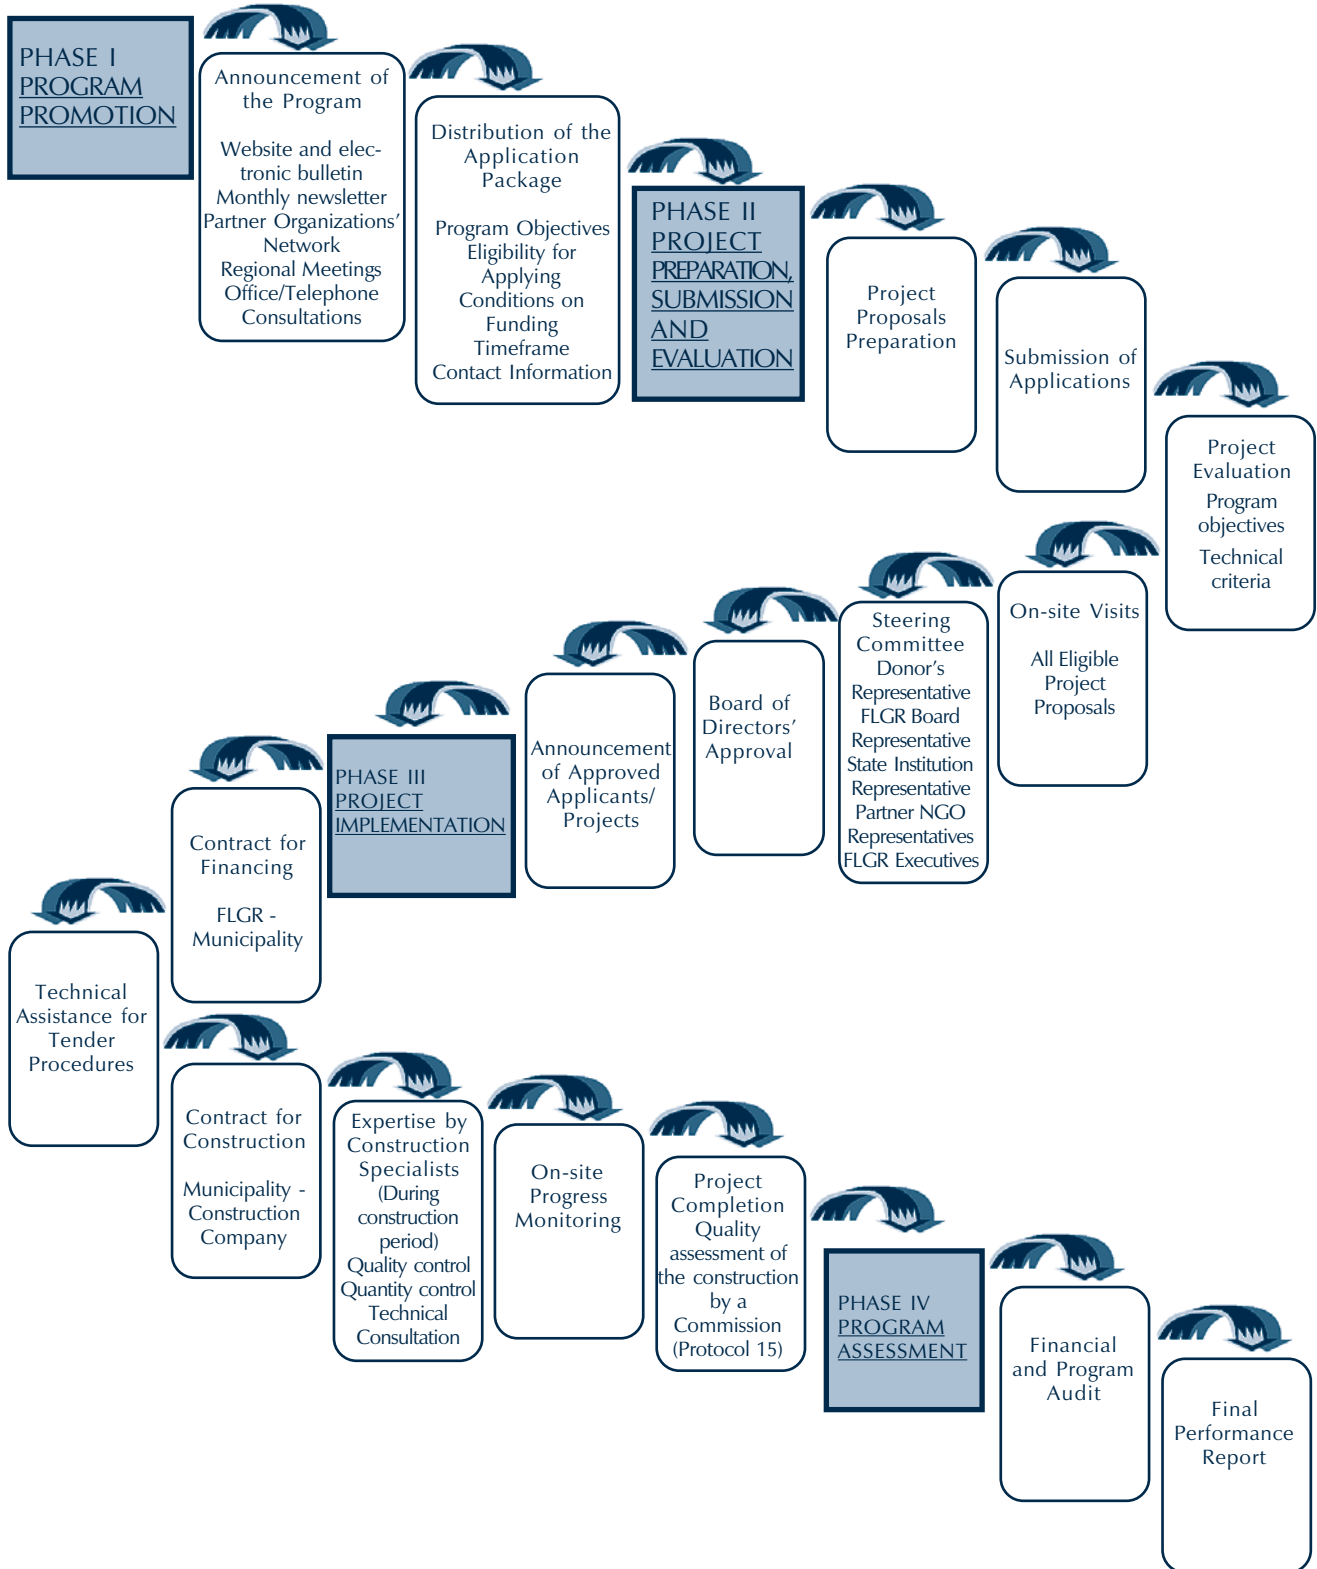 PHASE I
PROGRAM
PROMOTION
Announcement of
the Program
Website and elec-
tronic bulletin
Monthly newsletter
Partner Organizations'
Network
Regional Meetings
Office/Telephone
Consultations
Distribution of the
Application
Package
Program Objectives
Eligibility for
Applying
Conditions on
Funding
Timeframe
Contact Information
PHASE II
PROJECT
PREPARATION,
SUBMISSION
AND
EVALUATION
Project
Proposals
Preparation
Submission of
Applications
Project
Evaluation
Program
objectives
Technical
criteria
On-site Visits
All Eligible
Project
Proposals
Steering
Committee
Donor's
Representative
FLGR Board
Representative
State Institution
Representative
Partner NGO
Representatives
FLGR Executives
Board of
Directors'
Approval
Announcement
of Approved
Applicants/
Projects
PHASE III
PROJECT
IMPLEMENTATION
Contract for
Financing
FLGR -
Municipality
Technical
Assistance for
Tender
Procedures
Contract for
Construction
Municipality -
Construction
Company
Expertise by
Construction
Specialists
(During
construction
period)
Quality control
Quantity control
Technical
Consultation
On-site
Progress
Monitoring
Project
Completion
Quality
assessment of
the construction
by a
Commission
(Protocol 15)
PHASE IV
PROGRAM
ASSESSMENT
Financial
and Program
Audit
Final
Performance
Report